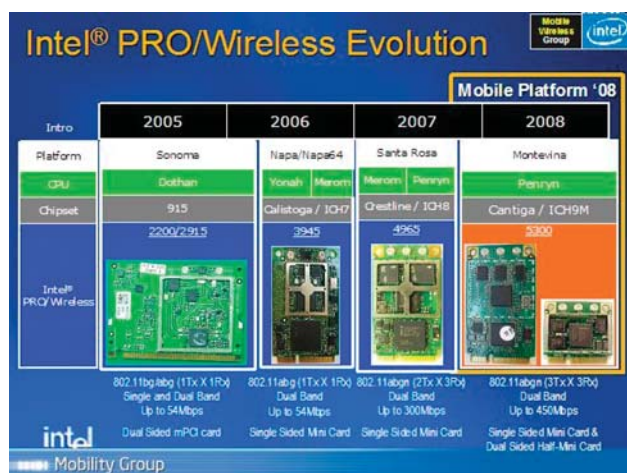 Intel® PRO/Wireless Evolution
Mobile
Wireless
Group
intel
Mobile Platform '08
Intro
2005
2006
2007
2008
Platform
Sonoma
Napa/Napa64
Santa Rosa
Montevina
CPU
Dothan
Yonah
Merom
Merom
Penryn
Penryn
Chipset
915
Calistoga / ICH7
Crestline / ICH8
Cantiga / ICH9M
Intel®
PRO/Wireless
2200/2915
3945
4965
5300
802.11bg/abg (1Tx X 1Rx)
Single and Dual Band
Up to 54Mbps
Dual Sided mPCI card
802.11abg (1Tx X 1Rx)
Dual Band
Up to 54Mbps
Single Sided Mini Card
802.11abgn (2Tx X 3Rx)
Dual Band
Up to 300Mbps
Single Sided Mini Card
802.11abgn (3Tx X 3Rx)
Dual Band
Up to 450Mbps
Single Sided Mini Card &
Dual Sided Half-Mini Card
intel
Mobility Group